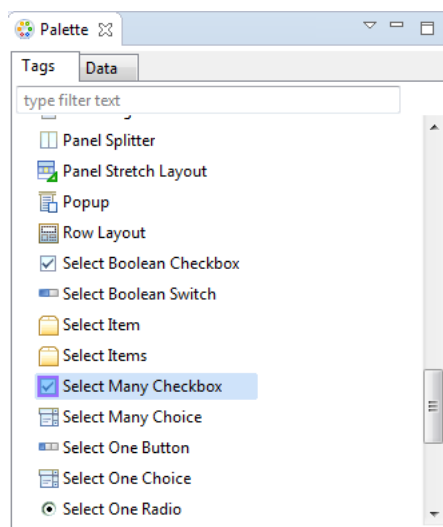 Palette
Tags Data
type filter text
Panel Splitter
Panel Stretch Layout
Popup
Row Layout
Select Boolean Checkbox
Select Boolean Switch
Select Item
Select Items
Select Many Checkbox
Select Many Choice
Select One Button
Select One Choice
Select One Radio